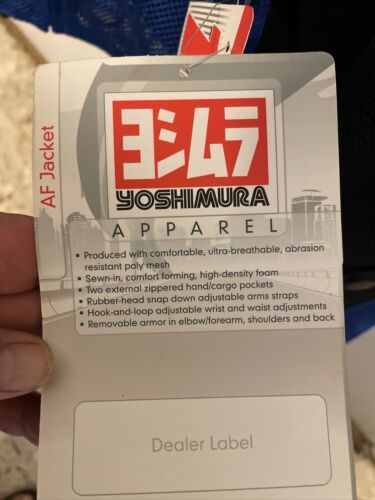 AF Jacket
ヨシムラ
YOSHIMURA
APPAREL
• Produced with comfortable, ultra-breathable, abrasion
resistant poly mesh
• Sewn-in, comfort forming, high-density foam
• Two external zippered hand/cargo pockets
• Rubber-head snap down adjustable arms straps
• Hook-and-loop adjustable wrist and waist adjustments
• Removable armor in elbow/forearm, shoulders and back
Dealer Label